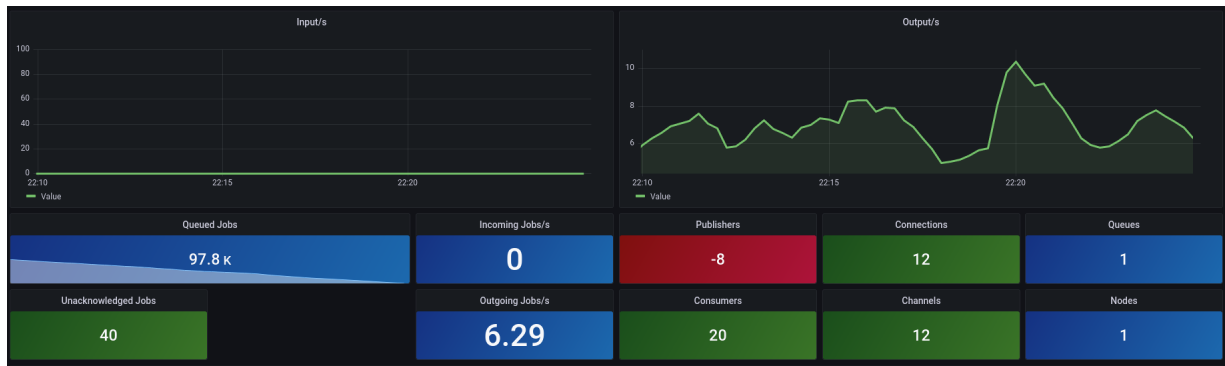 Input/s
100
80
60
40
20
0
22:10 22:15 22:20
Value
Output/s
10
8
6
22:10 22:15 22:20
Value
Queued Jobs
97.8 K
Incoming Jobs/s
0
Publishers
-8
Connections
12
Queues
1
Unacknowledged Jobs
40
Outgoing Jobs/s
6.29
Consumers
20
Channels
12
Nodes
1